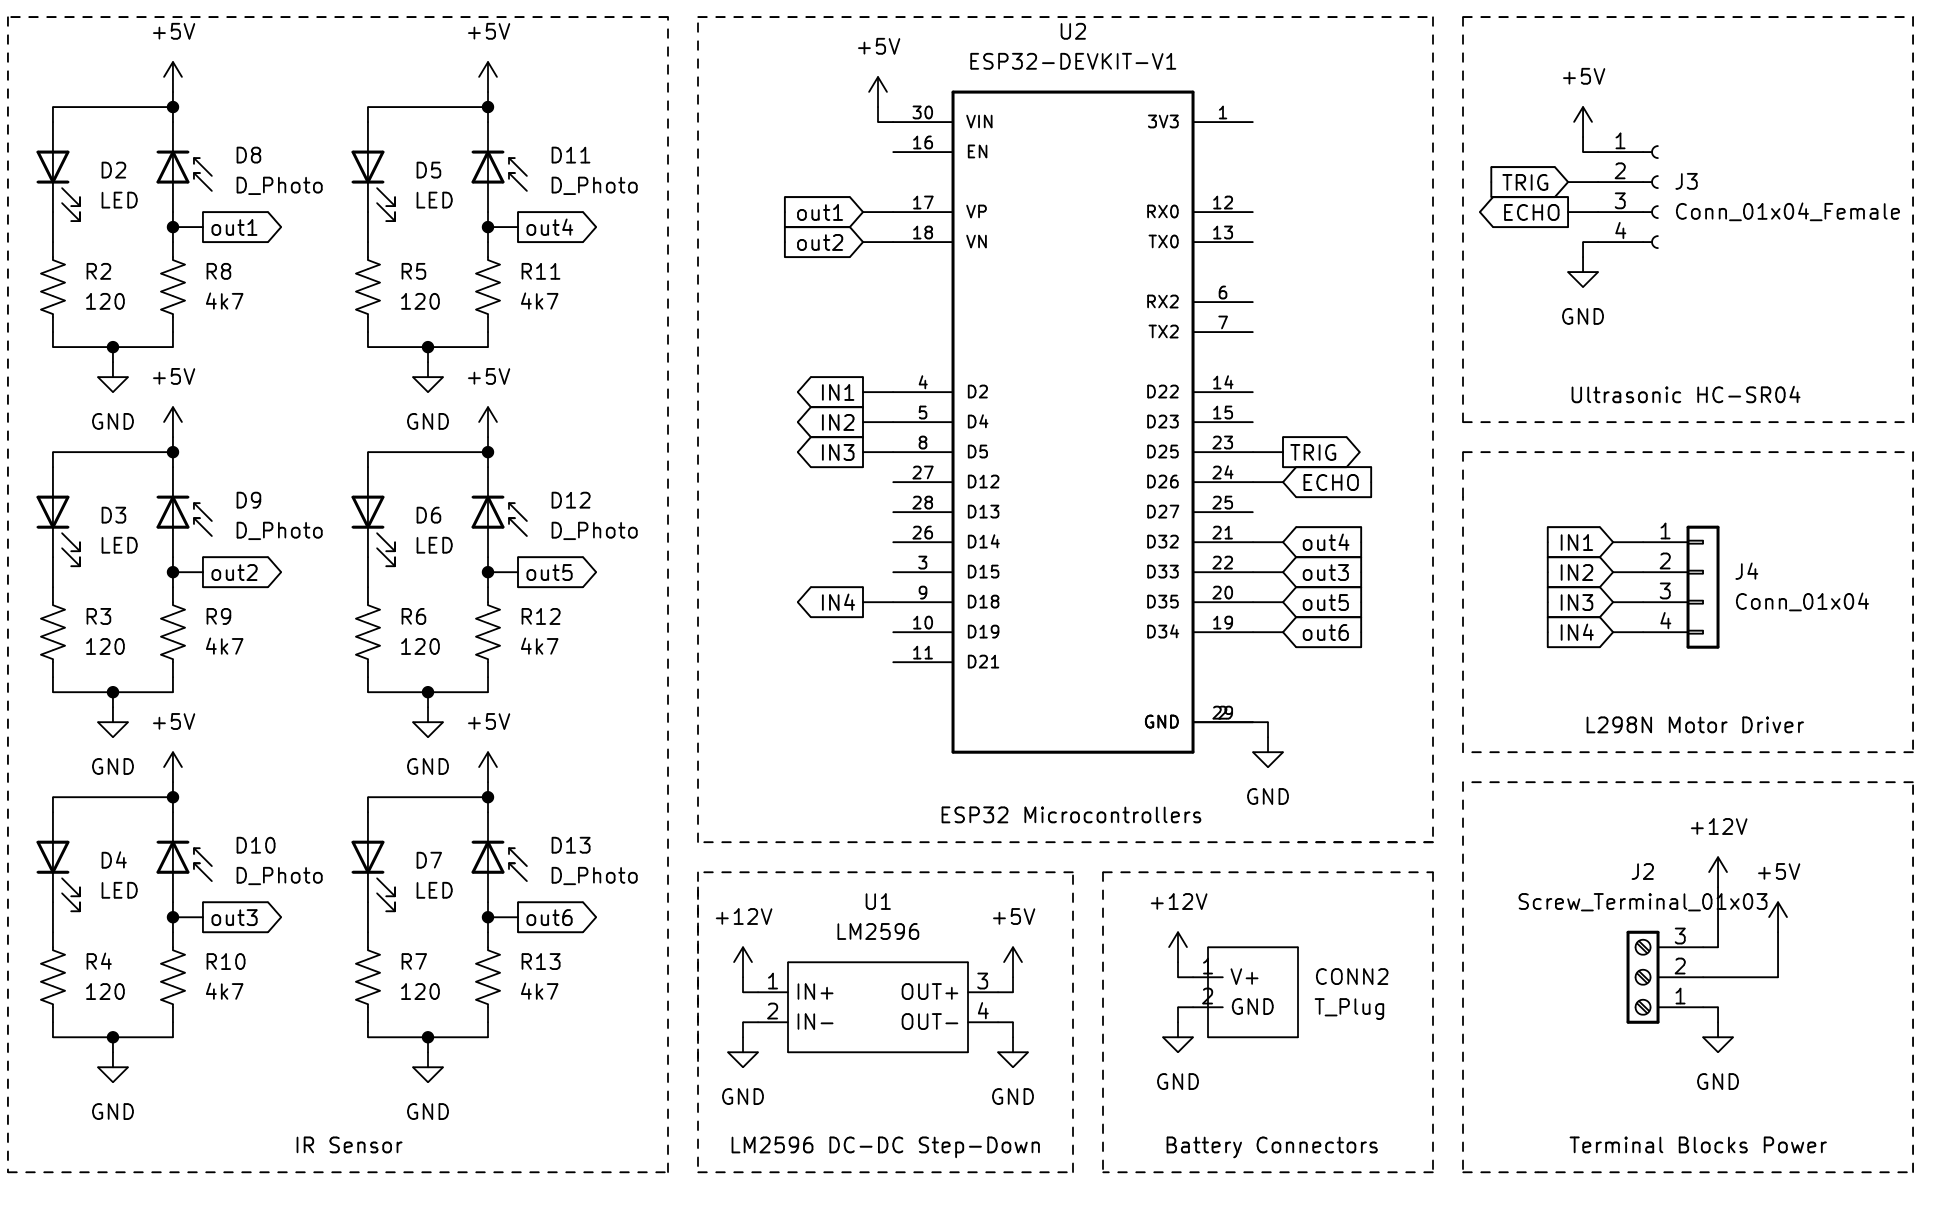 +5V
D2
LED
D8
D_Photo
out1
R2
120
R8
4k7
GND
+5V
D5
LED
D11
D_Photo
out4
R5
120
R11
4k7
GND
+5V
D3
LED
D9
D_Photo
out2
R3
120
R9
4k7
GND
+5V
D6
LED
D12
D_Photo
out5
R6
120
R12
4k7
GND
+5V
D4
LED
D10
D_Photo
out3
R4
120
R10
4k7
GND
+5V
D7
LED
D13
D_Photo
out6
R7
120
R13
4k7
GND
IR Sensor
U2
ESP32-DEVKIT-V1
+5V
30 VIN
16 EN
out1 17 VP
out2 18 VN
IN1 4 D2
IN2 5 D4
IN3 8 D5
27 D12
28 D13
26 D14
3 D15
IN4 9 D18
10 D19
11 D21
3V3 1
RX0 12
TX0 13
RX2 6
TX2 7
D22 14
D23 15
D25 23 TRIG
D26 24 ECHO
D27 25
D32 21 out4
D33 22 out3
D35 20 out5
D34 19 out6
GND 29
GND 2
GND
ESP32 Microcontrollers
+5V
1
TRIG 2
ECHO 3
4
J3
Conn_01x04_Female
GND
Ultrasonic HC-SR04
IN1 1
IN2 2
IN3 3
IN4 4
J4
Conn_01x04
L298N Motor Driver
U1
LM2596
+12V
+5V
1 IN+
2 IN-
OUT+ 3
OUT- 4
GND
GND
LM2596 DC-DC Step-Down
+12V
1 V+
2 GND
CONN2
T_Plug
GND
Battery Connectors
+12V
+5V
J2
Screw_Terminal_01x03
3
2
1
GND
Terminal Blocks Power